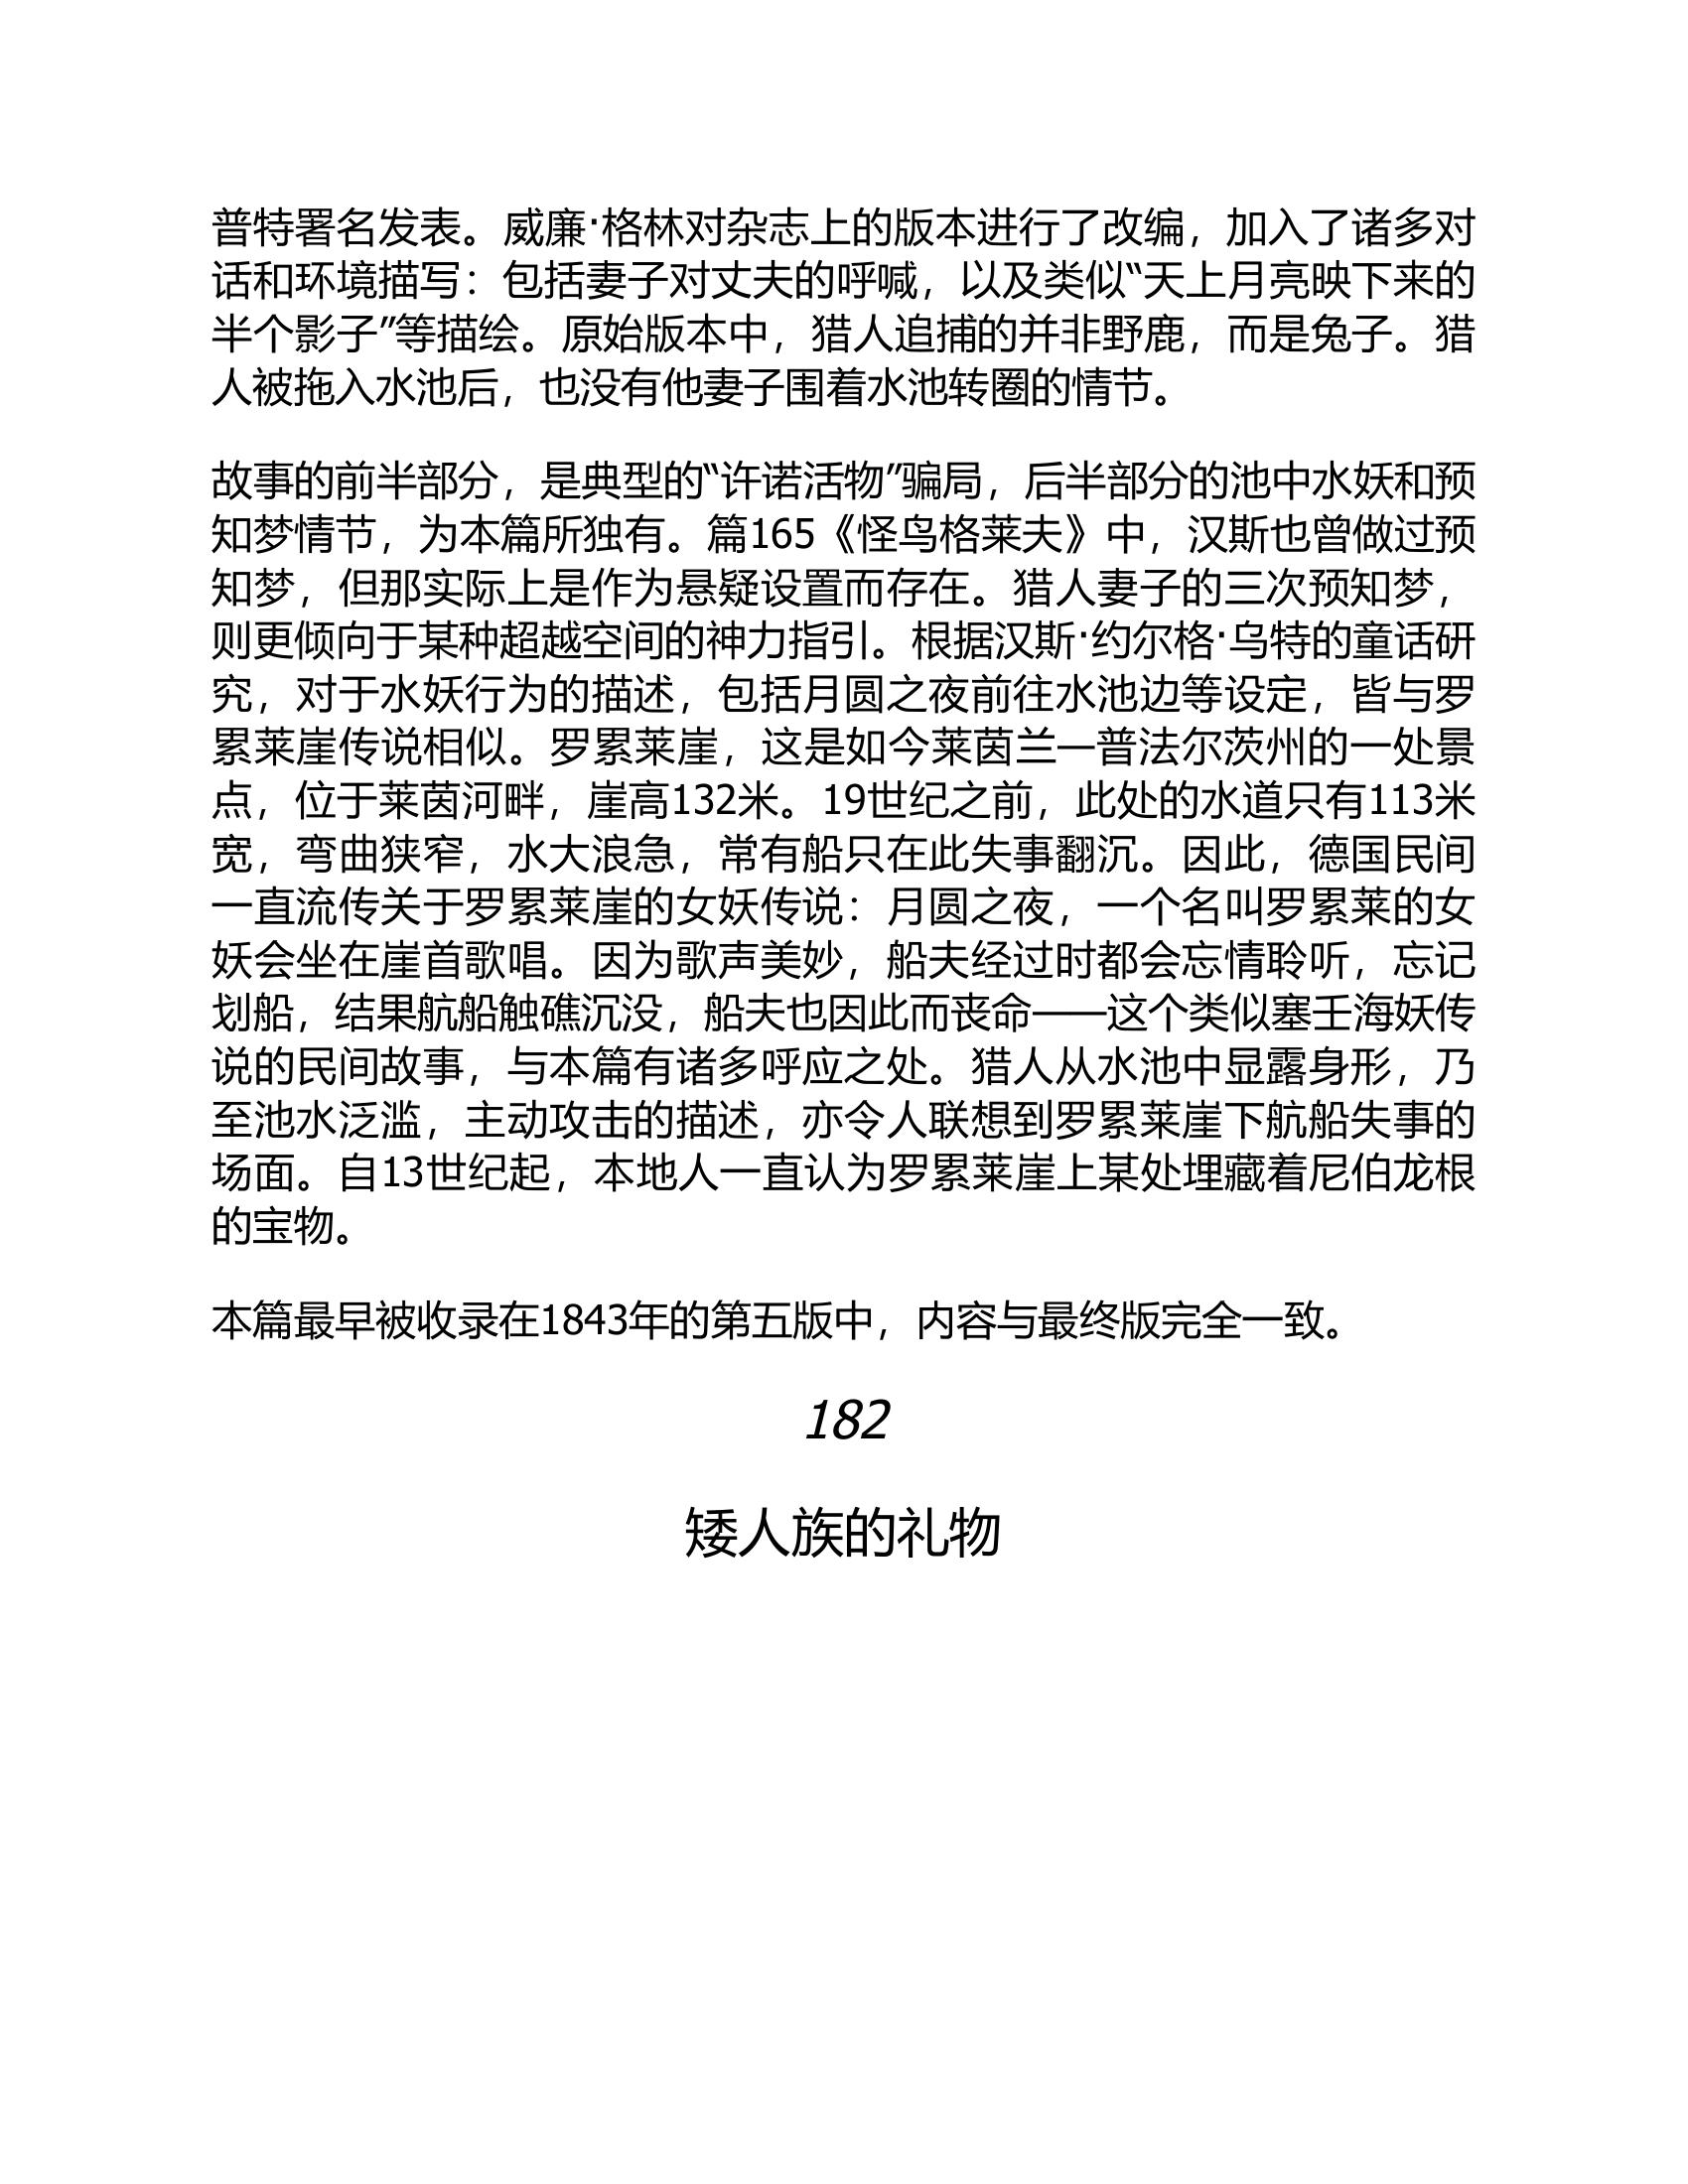 普特署名发表。威廉·格林对杂志上的版本进行了改编，加入了诸多对
话和环境描写：包括妻子对丈夫的呼喊，以及类似“天上月亮映下来的
半个影子”等描绘。原始版本中，猎人追捕的并非野鹿，而是兔子。猎
人被拖入水池后，也没有他妻子围着水池转圈的情节。
故事的前半部分，是典型的“许诺活物”骗局，后半部分的池中水妖和预
知梦情节，为本篇所独有。篇165《怪鸟格莱夫》中，汉斯也曾做过预
知梦，但那实际上是作为悬疑设置而存在。猎人妻子的三次预知梦，
则更倾向于某种超越空间的神力指引。根据汉斯·约尔格·乌特的童话研
究，对于水妖行为的描述，包括月圆之夜前往水池边等设定，皆与罗
累莱崖传说相似。罗累莱崖，这是如今莱茵兰—普法尔茨州的一处景
点，位于莱茵河畔，崖高132米。19世纪之前，此处的水道只有113米
宽，弯曲狭窄，水大浪急，常有船只在此失事翻沉。因此，德国民间
一直流传关于罗累莱崖的女妖传说：月圆之夜，一个名叫罗累莱的女
妖会坐在崖首歌唱。因为歌声美妙，船夫经过时都会忘情聆听，忘记
划船，结果航船触礁沉没，船夫也因此而丧命——这个类似塞壬海妖传
说的民间故事，与本篇有诸多呼应之处。猎人从水池中显露身形，乃
至池水泛滥，主动攻击的描述，亦令人联想到罗累莱崖下航船失事的
场面。自13世纪起，本地人一直认为罗累莱崖上某处埋藏着尼伯龙根
的宝物。
本篇最早被收录在1843年的第五版中，内容与最终版完全一致。
182
矮人族的礼物